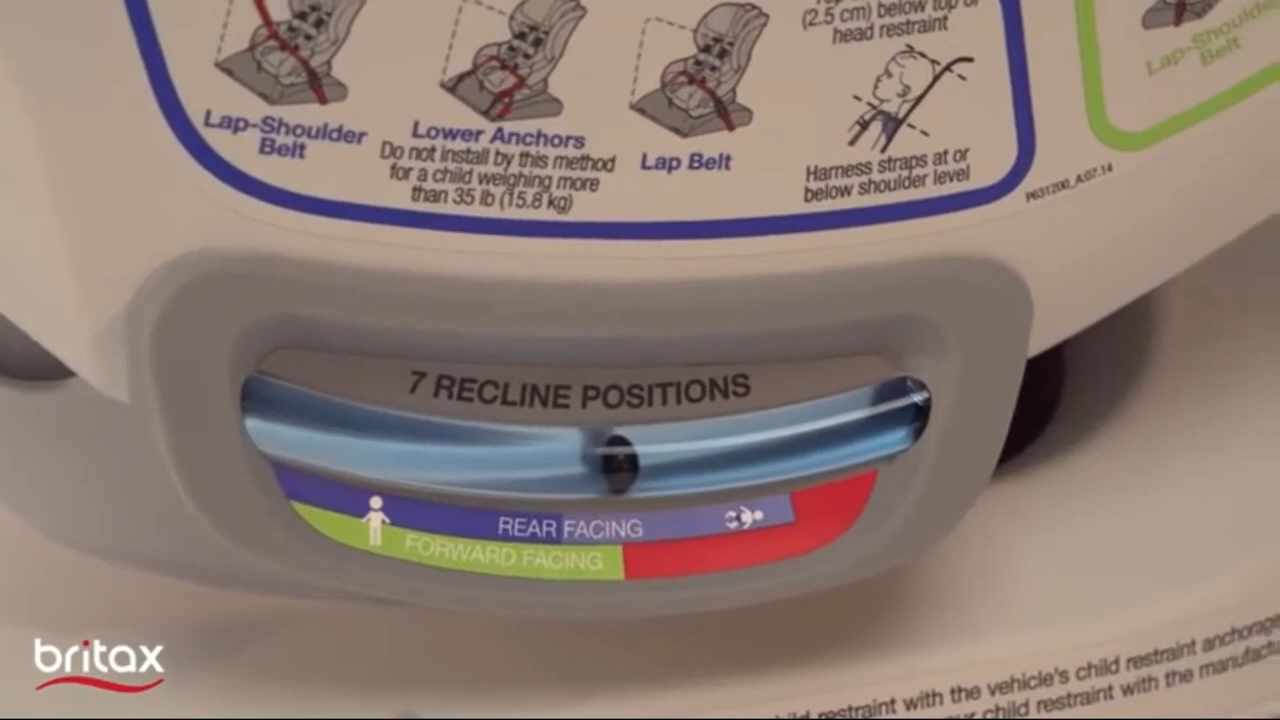 (2.5 cm) below top of
head restraint
Lap-Shoulder
Belt
Lower Anchors
Do not install by this method
for a child weighing more
than 35 lb (15.8 kg)
Lap Belt
Harness straps at or
below shoulder level
Lap-Shoulder
Belt
P631200_A07.14
7 RECLINE POSITIONS
REAR FACING
FORWARD FACING
britax
child restraint with the vehicle's child restraint anchorage
child restraint with the manufactu